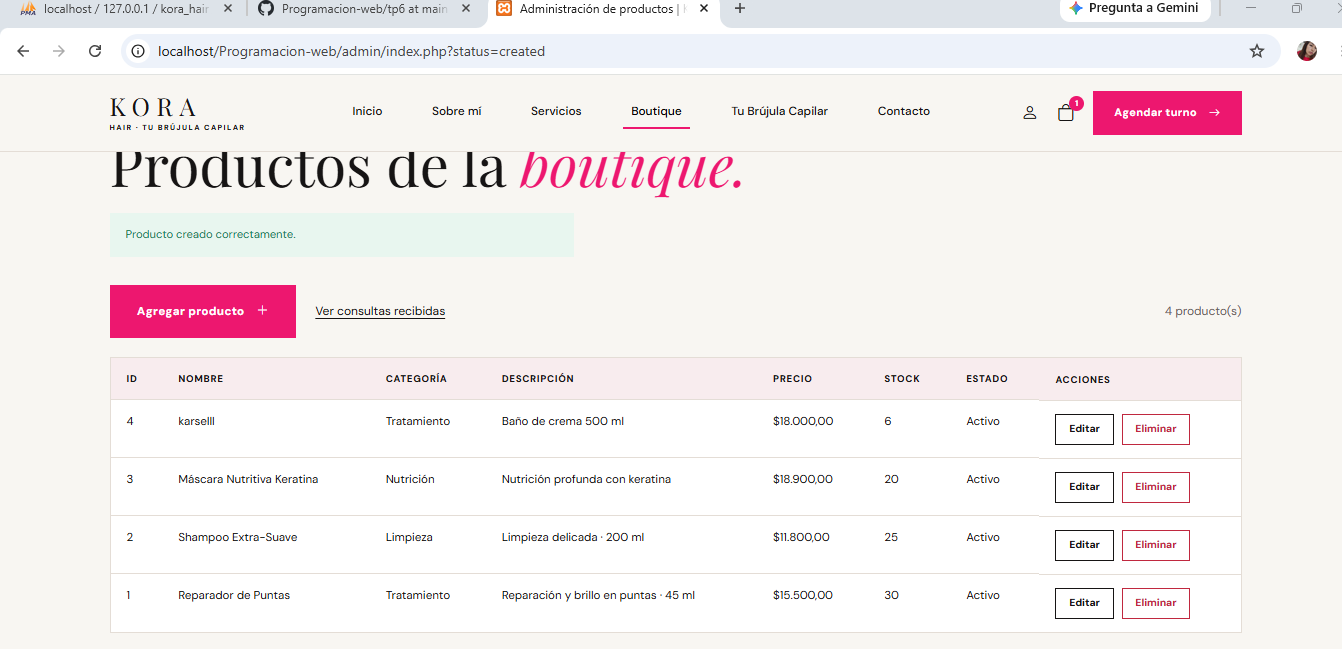 localhost / 127.0.0.1 / kora_hair
Programacion-web/tp6 at main
Administración de productos |
Pregunta a Gemini
localhost/Programacion-web/admin/index.php?status=created
KORA
HAIR · TU BRÚJULA CAPILAR
Inicio
Sobre mí
Servicios
Boutique
Tu Brújula Capilar
Contacto
1
Agendar turno →
Productos de la boutique.
Producto creado correctamente.
Agregar producto +
Ver consultas recibidas
4 producto(s)
ID NOMBRE CATEGORÍA DESCRIPCIÓN PRECIO STOCK ESTADO ACCIONES
4 karselll Tratamiento Baño de crema 500 ml $18.000,00 6 Activo Editar Eliminar
3 Máscara Nutritiva Keratina Nutrición Nutrición profunda con keratina $18.900,00 20 Activo Editar Eliminar
2 Shampoo Extra-Suave Limpieza Limpieza delicada · 200 ml $11.800,00 25 Activo Editar Eliminar
1 Reparador de Puntas Tratamiento Reparación y brillo en puntas · 45 ml $15.500,00 30 Activo Editar Eliminar